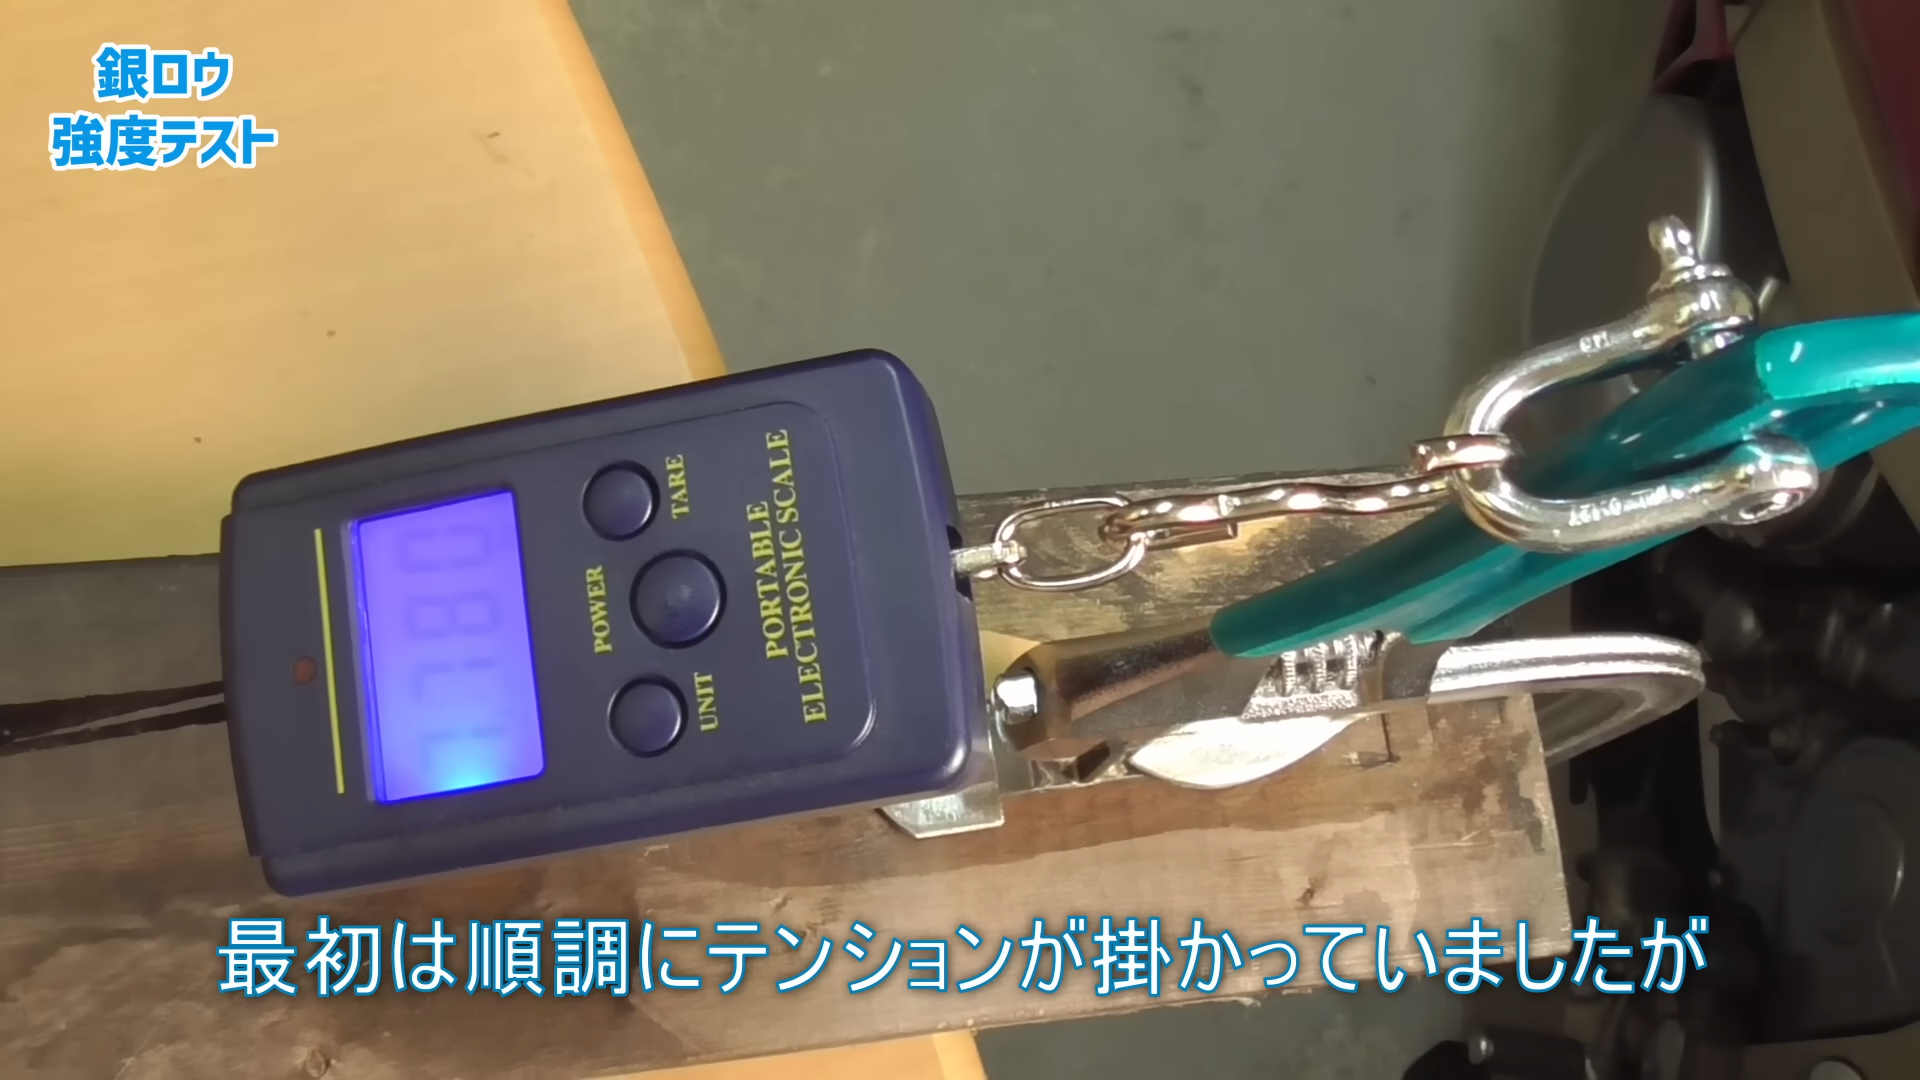 銀ロウ
強度テスト
TARE
POWER
UNIT
PORTABLE
ELECTRONIC SCALE
最初は順調にテンションが掛かっていましたが